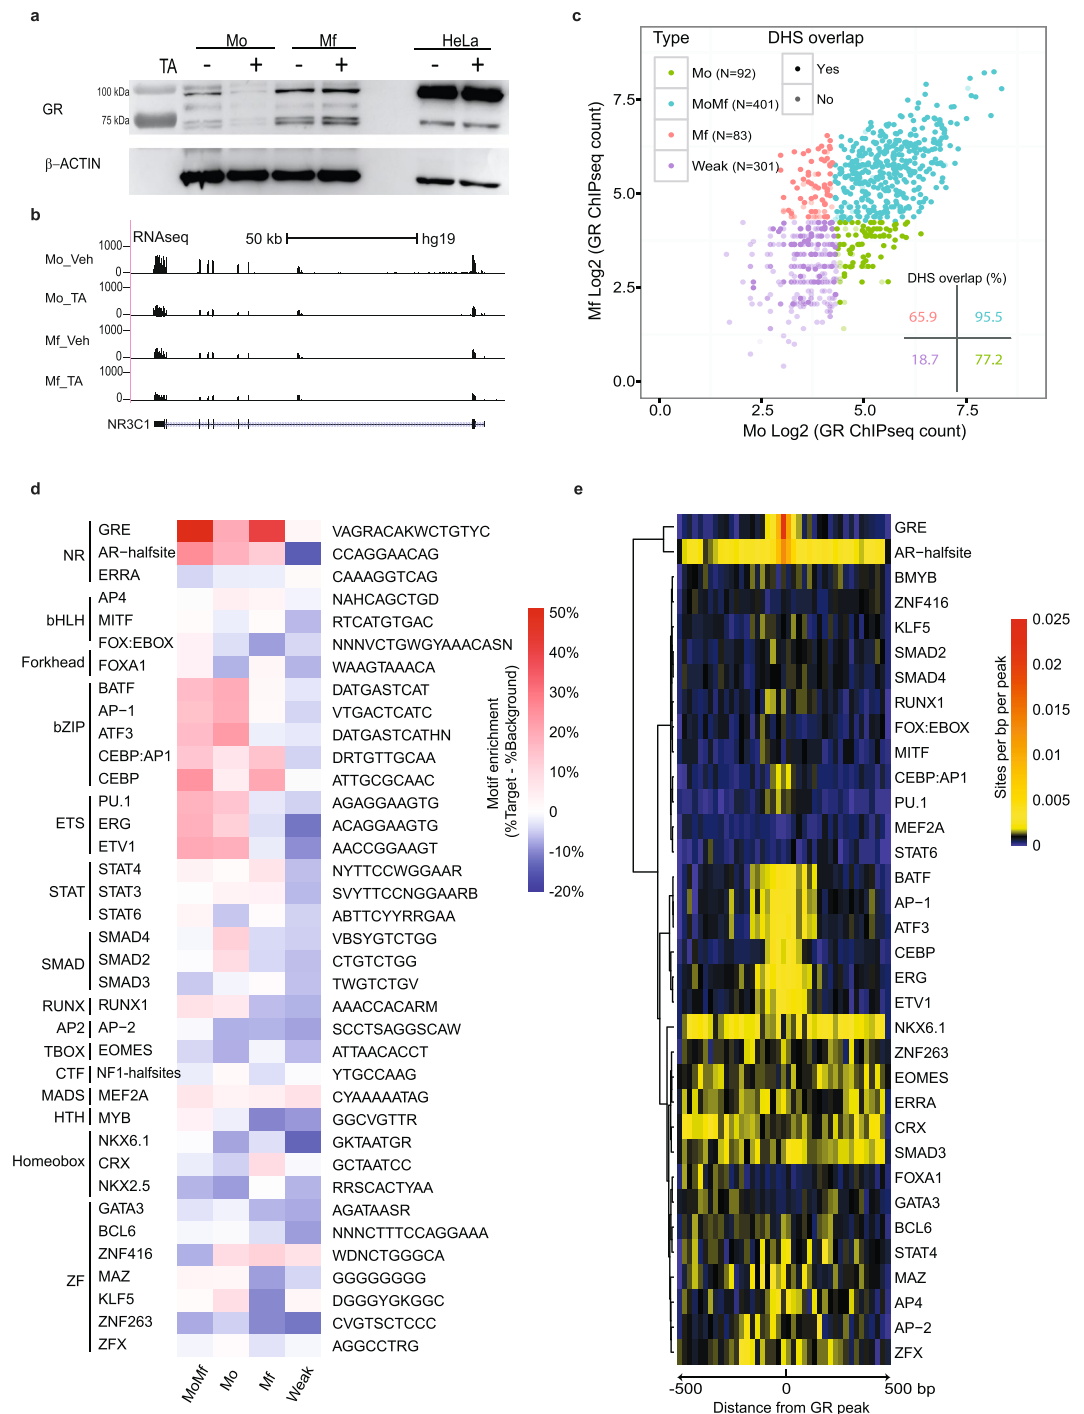 a
Mo
Mf
HeLa
TA
-
+
-
+
-
+
GR
100 kDa
75 kDa
β-ACTIN
b
RNAseq
50 kb
hg19
Mo_Veh
1000
0
Mo_TA
1000
0
Mf_Veh
1000
0
Mf_TA
1000
0
NR3C1
c
Type
Mo (N=92)
MoMf (N=401)
Mf (N=83)
Weak (N=301)
DHS overlap
Yes
No
Mf Log2 (GR ChIPseq count)
7.5
5.0
2.5
0.0
DHS overlap (%)
65.9
95.5
18.7
77.2
0.0
2.5
5.0
7.5
Mo Log2 (GR ChIPseq count)
d
NR
GRE VAGRACAKWCTGTYC
AR-halfsite CCAGGAACAG
ERRA CAAAGGTCAG
bHLH
AP4 NAHCAGCTGD
MITF RTCATGTGAC
FOX:EBOX NNNVCTGWGYAAACASN
Forkhead
FOXA1 WAAGTAAACA
bZIP
BATF DATGASTCAT
AP-1 VTGACTCATC
ATF3 DATGASTCATHN
CEBP:AP1 DRTGTTGCAA
CEBP ATTGCGCAAC
ETS
PU.1 AGAGGAAGTG
ERG ACAGGAAGTG
ETV1 AACCGGAAGT
STAT
STAT4 NYTTCCWGGAAR
STAT3 SVYTTCCNGGAARB
STAT6 ABTTCYYRRGAA
SMAD
SMAD4 VBSYGTCTGG
SMAD2 CTGTCTGG
SMAD3 TWGTCTGV
RUNX
RUNX1 AAACCACARM
AP2
AP-2 SCCTSAGGSCAW
TBOX
EOMES ATTAACACCT
CTF
NF1-halfsites YTGCCAAG
MADS
MEF2A CYAAAAATAG
HTH
MYB GGCVGTTR
Homeobox
NKX6.1 GKTAATGR
CRX GCTAATCC
NKX2.5 RRSCACTYAA
ZF
GATA3 AGATAASR
BCL6 NNNCTTTCCAGGAAA
ZNF416 WDNCTGGGCA
MAZ GGGGGGGG
KLF5 DGGGYGKGGC
ZNF263 CVGTSCTCCC
ZFX AGGCCTRG
MoMf
Mo
Mf
Weak
Motif enrichment
(%Target - %Background)
50%
40%
30%
20%
10%
0
-10%
-20%
e
GRE
AR-halfsite
BMYB
ZNF416
KLF5
SMAD2
SMAD4
RUNX1
FOX:EBOX
MITF
CEBP:AP1
PU.1
MEF2A
STAT6
BATF
AP-1
ATF3
CEBP
ERG
ETV1
NKX6.1
ZNF263
EOMES
ERRA
CRX
SMAD3
FOXA1
GATA3
BCL6
STAT4
MAZ
AP4
AP-2
ZFX
-500
0
500 bp
Distance from GR peak
Sites per bp per peak
0.025
0.02
0.015
0.01
0.005
0